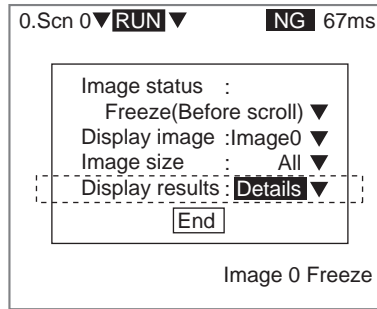 0.Scn 0▼ RUN ▼ NG 67ms
Image status :
Freeze(Before scroll) ▼
Display image :Image0 ▼
Image size : All ▼
Display results : Details ▼
End
Image 0 Freeze